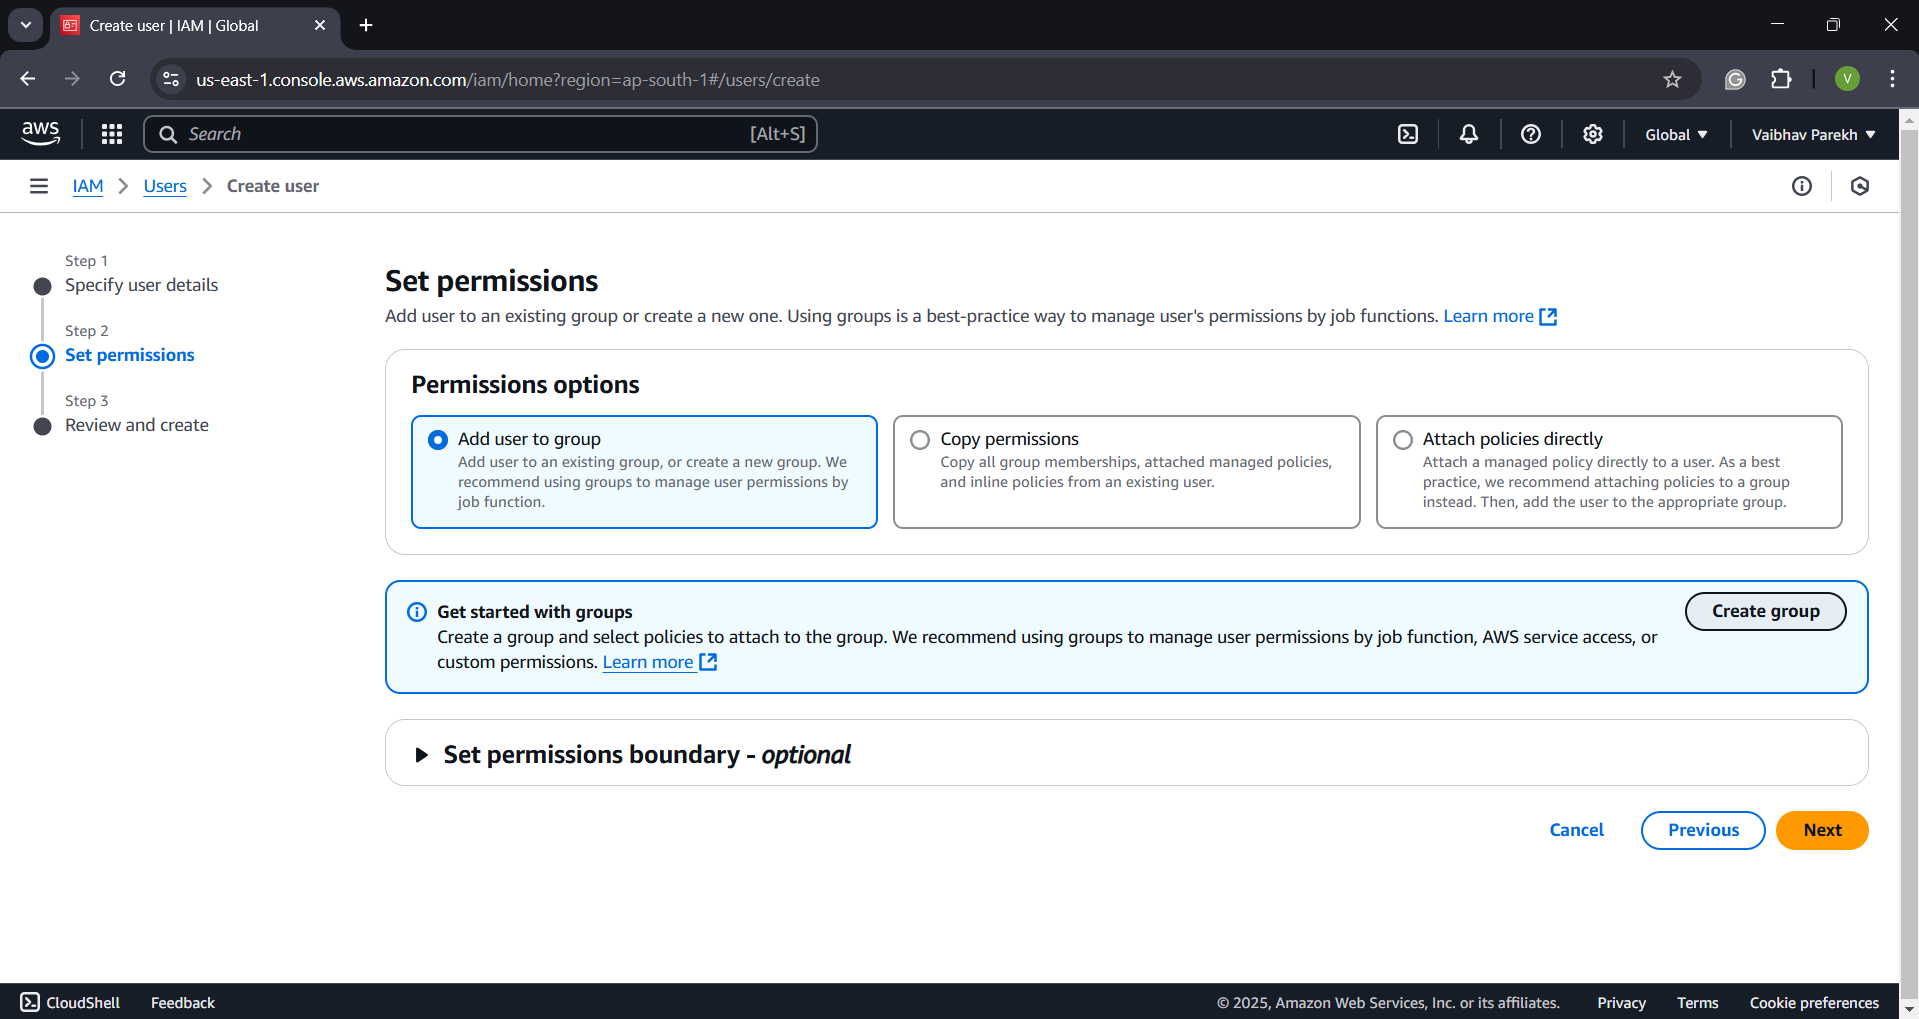 Create user | IAM | Global
us-east-1.console.aws.amazon.com/iam/home?region=ap-south-1#/users/create
V
aws
Search [Alt+S]
Global
Vaibhav Parekh
IAM > Users > Create user
Step 1
Specify user details
Step 2
Set permissions
Step 3
Review and create
Set permissions
Add user to an existing group or create a new one. Using groups is a best-practice way to manage user's permissions by job functions. Learn more
Permissions options
Add user to group
Add user to an existing group, or create a new group. We
recommend using groups to manage user permissions by
job function.
Copy permissions
Copy all group memberships, attached managed policies,
and inline policies from an existing user.
Attach policies directly
Attach a managed policy directly to a user. As a best
practice, we recommend attaching policies to a group
instead. Then, add the user to the appropriate group.
Get started with groups
Create a group and select policies to attach to the group. We recommend using groups to manage user permissions by job function, AWS service access, or
custom permissions. Learn more
Create group
Set permissions boundary - optional
Cancel
Previous
Next
CloudShell
Feedback
© 2025, Amazon Web Services, Inc. or its affiliates.
Privacy
Terms
Cookie preferences